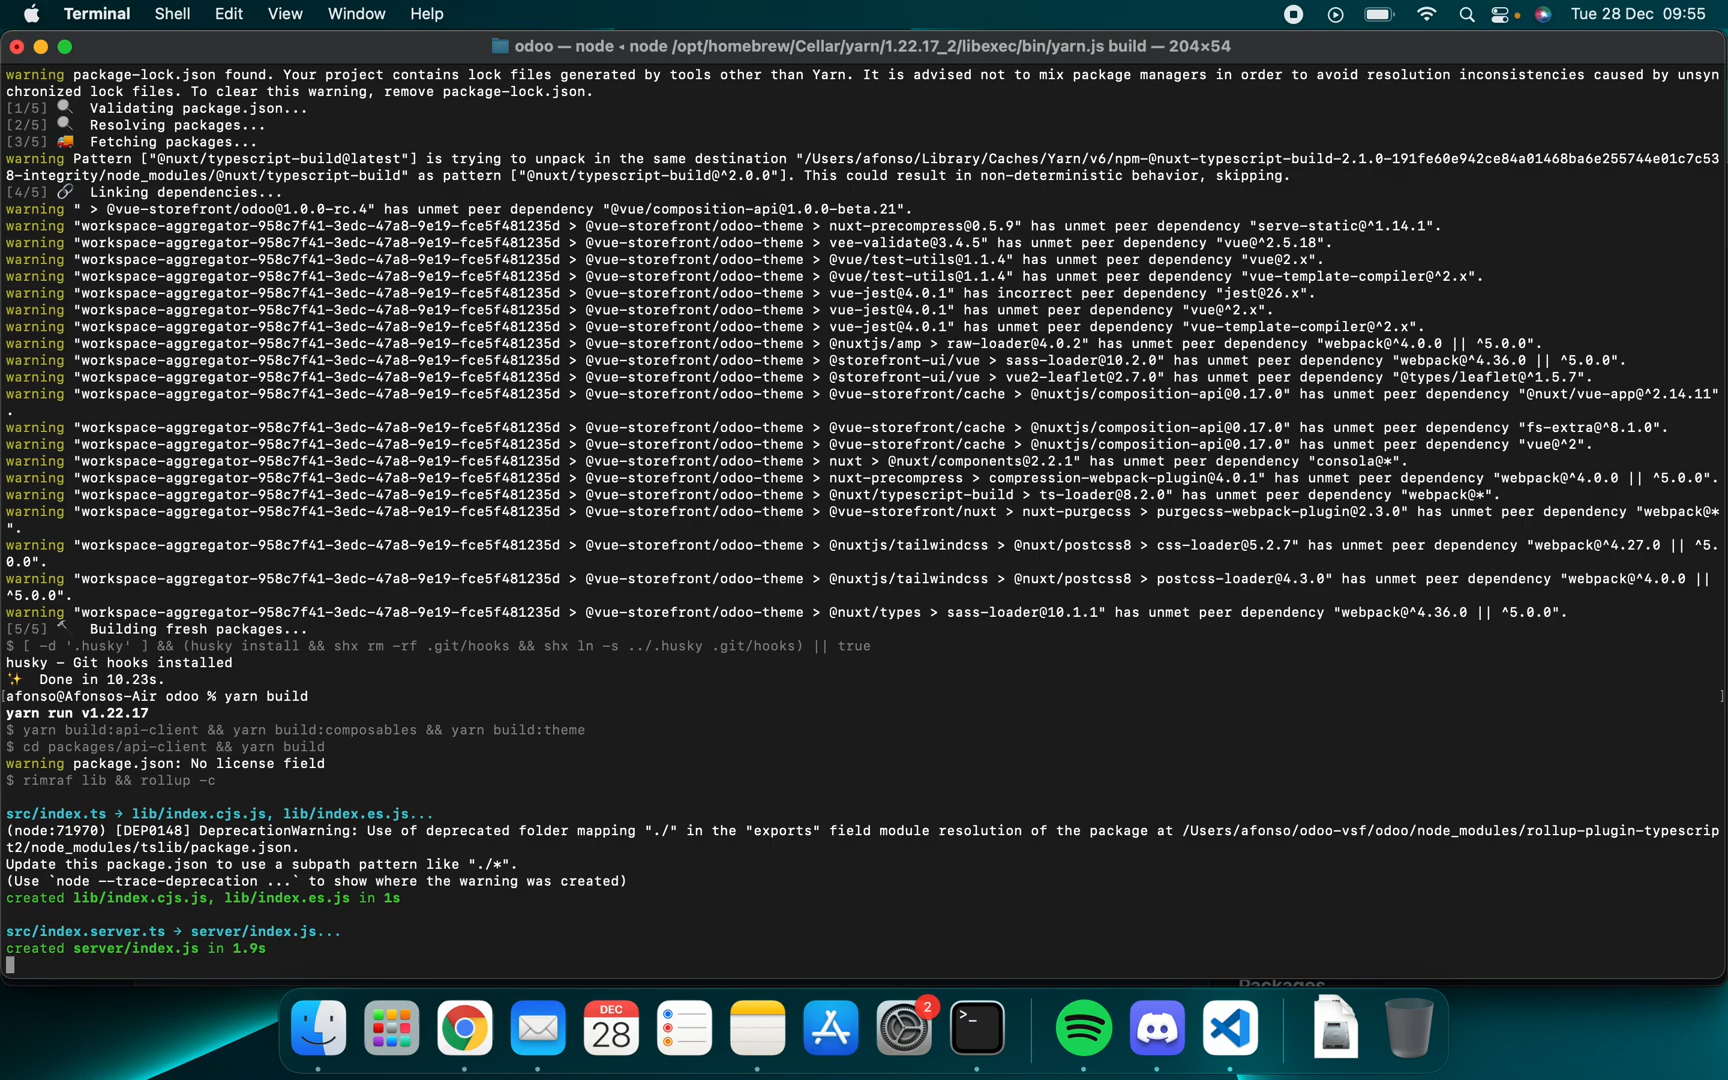 Terminal Shell Edit View Window Help Tue 28 Dec 09:55
odoo — node ◂ node /opt/homebrew/Cellar/yarn/1.22.17_2/libexec/bin/yarn.js build — 204×54
warning package-lock.json found. Your project contains lock files generated by tools other than Yarn. It is advised not to mix package managers in order to avoid resolution inconsistencies caused by unsyn
chronized lock files. To clear this warning, remove package-lock.json.
[1/5] 🔍 Validating package.json...
[2/5] 🔍 Resolving packages...
[3/5] 🚚 Fetching packages...
warning Pattern ["@nuxt/typescript-build@latest"] is trying to unpack in the same destination "/Users/afonso/Library/Caches/Yarn/v6/npm-@nuxt-typescript-build-2.1.0-191fe60e942ce84a01468ba6e255744e01c7c53
8-integrity/node_modules/@nuxt/typescript-build" as pattern ["@nuxt/typescript-build@^2.0.0"]. This could result in non-deterministic behavior, skipping.
[4/5] 🔗 Linking dependencies...
warning " > @vue-storefront/odoo@1.0.0-rc.4" has unmet peer dependency "@vue/composition-api@1.0.0-beta.21".
warning "workspace-aggregator-958c7f41-3edc-47a8-9e19-fce5f481235d > @vue-storefront/odoo-theme > nuxt-precompress@0.5.9" has unmet peer dependency "serve-static@^1.14.1".
warning "workspace-aggregator-958c7f41-3edc-47a8-9e19-fce5f481235d > @vue-storefront/odoo-theme > vee-validate@3.4.5" has unmet peer dependency "vue@^2.5.18".
warning "workspace-aggregator-958c7f41-3edc-47a8-9e19-fce5f481235d > @vue-storefront/odoo-theme > @vue/test-utils@1.1.4" has unmet peer dependency "vue@2.x".
warning "workspace-aggregator-958c7f41-3edc-47a8-9e19-fce5f481235d > @vue-storefront/odoo-theme > @vue/test-utils@1.1.4" has unmet peer dependency "vue-template-compiler@^2.x".
warning "workspace-aggregator-958c7f41-3edc-47a8-9e19-fce5f481235d > @vue-storefront/odoo-theme > vue-jest@4.0.1" has incorrect peer dependency "jest@26.x".
warning "workspace-aggregator-958c7f41-3edc-47a8-9e19-fce5f481235d > @vue-storefront/odoo-theme > vue-jest@4.0.1" has unmet peer dependency "vue@^2.x".
warning "workspace-aggregator-958c7f41-3edc-47a8-9e19-fce5f481235d > @vue-storefront/odoo-theme > vue-jest@4.0.1" has unmet peer dependency "vue-template-compiler@^2.x".
warning "workspace-aggregator-958c7f41-3edc-47a8-9e19-fce5f481235d > @vue-storefront/odoo-theme > @nuxtjs/amp > raw-loader@4.0.2" has unmet peer dependency "webpack@^4.0.0 || ^5.0.0".
warning "workspace-aggregator-958c7f41-3edc-47a8-9e19-fce5f481235d > @vue-storefront/odoo-theme > @storefront-ui/vue > sass-loader@10.2.0" has unmet peer dependency "webpack@^4.36.0 || ^5.0.0".
warning "workspace-aggregator-958c7f41-3edc-47a8-9e19-fce5f481235d > @vue-storefront/odoo-theme > @storefront-ui/vue > vue2-leaflet@2.7.0" has unmet peer dependency "@types/leaflet@^1.5.7".
warning "workspace-aggregator-958c7f41-3edc-47a8-9e19-fce5f481235d > @vue-storefront/odoo-theme > @vue-storefront/cache > @nuxtjs/composition-api@0.17.0" has unmet peer dependency "@nuxt/vue-app@^2.14.11"
.
warning "workspace-aggregator-958c7f41-3edc-47a8-9e19-fce5f481235d > @vue-storefront/odoo-theme > @vue-storefront/cache > @nuxtjs/composition-api@0.17.0" has unmet peer dependency "fs-extra@^8.1.0".
warning "workspace-aggregator-958c7f41-3edc-47a8-9e19-fce5f481235d > @vue-storefront/odoo-theme > @vue-storefront/cache > @nuxtjs/composition-api@0.17.0" has unmet peer dependency "vue@^2".
warning "workspace-aggregator-958c7f41-3edc-47a8-9e19-fce5f481235d > @vue-storefront/odoo-theme > nuxt > @nuxt/components@2.2.1" has unmet peer dependency "consola@*".
warning "workspace-aggregator-958c7f41-3edc-47a8-9e19-fce5f481235d > @vue-storefront/odoo-theme > nuxt-precompress > compression-webpack-plugin@4.0.1" has unmet peer dependency "webpack@^4.0.0 || ^5.0.0".
warning "workspace-aggregator-958c7f41-3edc-47a8-9e19-fce5f481235d > @vue-storefront/odoo-theme > @nuxt/typescript-build > ts-loader@8.2.0" has unmet peer dependency "webpack@*".
warning "workspace-aggregator-958c7f41-3edc-47a8-9e19-fce5f481235d > @vue-storefront/odoo-theme > @vue-storefront/nuxt > nuxt-purgecss > purgecss-webpack-plugin@2.3.0" has unmet peer dependency "webpack@*
".
warning "workspace-aggregator-958c7f41-3edc-47a8-9e19-fce5f481235d > @vue-storefront/odoo-theme > @nuxtjs/tailwindcss > @nuxt/postcss8 > css-loader@5.2.7" has unmet peer dependency "webpack@^4.27.0 || ^5.
0.0".
warning "workspace-aggregator-958c7f41-3edc-47a8-9e19-fce5f481235d > @vue-storefront/odoo-theme > @nuxtjs/tailwindcss > @nuxt/postcss8 > postcss-loader@4.3.0" has unmet peer dependency "webpack@^4.0.0 ||
^5.0.0".
warning "workspace-aggregator-958c7f41-3edc-47a8-9e19-fce5f481235d > @vue-storefront/odoo-theme > @nuxt/types > sass-loader@10.1.1" has unmet peer dependency "webpack@^4.36.0 || ^5.0.0".
[5/5] 🔨 Building fresh packages...
$ [ -d '.husky' ] && (husky install && shx rm -rf .git/hooks && shx ln -s ../.husky .git/hooks) || true
husky - Git hooks installed
✨ Done in 10.23s.
[afonso@Afonsos-Air odoo % yarn build ]
yarn run v1.22.17
$ yarn build:api-client && yarn build:composables && yarn build:theme
$ cd packages/api-client && yarn build
warning package.json: No license field
$ rimraf lib && rollup -c
src/index.ts → lib/index.cjs.js, lib/index.es.js...
(node:71970) [DEP0148] DeprecationWarning: Use of deprecated folder mapping "./" in the "exports" field module resolution of the package at /Users/afonso/odoo-vsf/odoo/node_modules/rollup-plugin-typescrip
t2/node_modules/tslib/package.json.
Update this package.json to use a subpath pattern like "./*".
(Use `node --trace-deprecation ...` to show where the warning was created)
created lib/index.cjs.js, lib/index.es.js in 1s
src/index.server.ts → server/index.js...
created server/index.js in 1.9s
Packages
DEC
28
2
>_